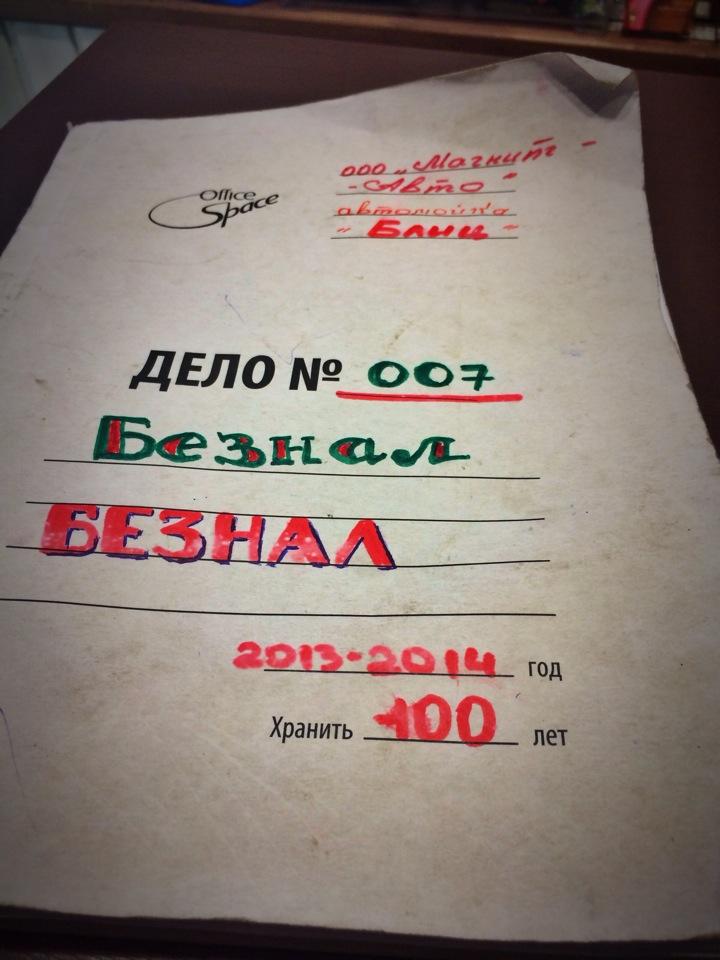 Office
Space
ооо „Магнит -
-Авто"
автомойка
"Блиц"
ДЕЛО № 007
Безнал
БЕЗНАЛ
2013-2014 год
Хранить 100 лет